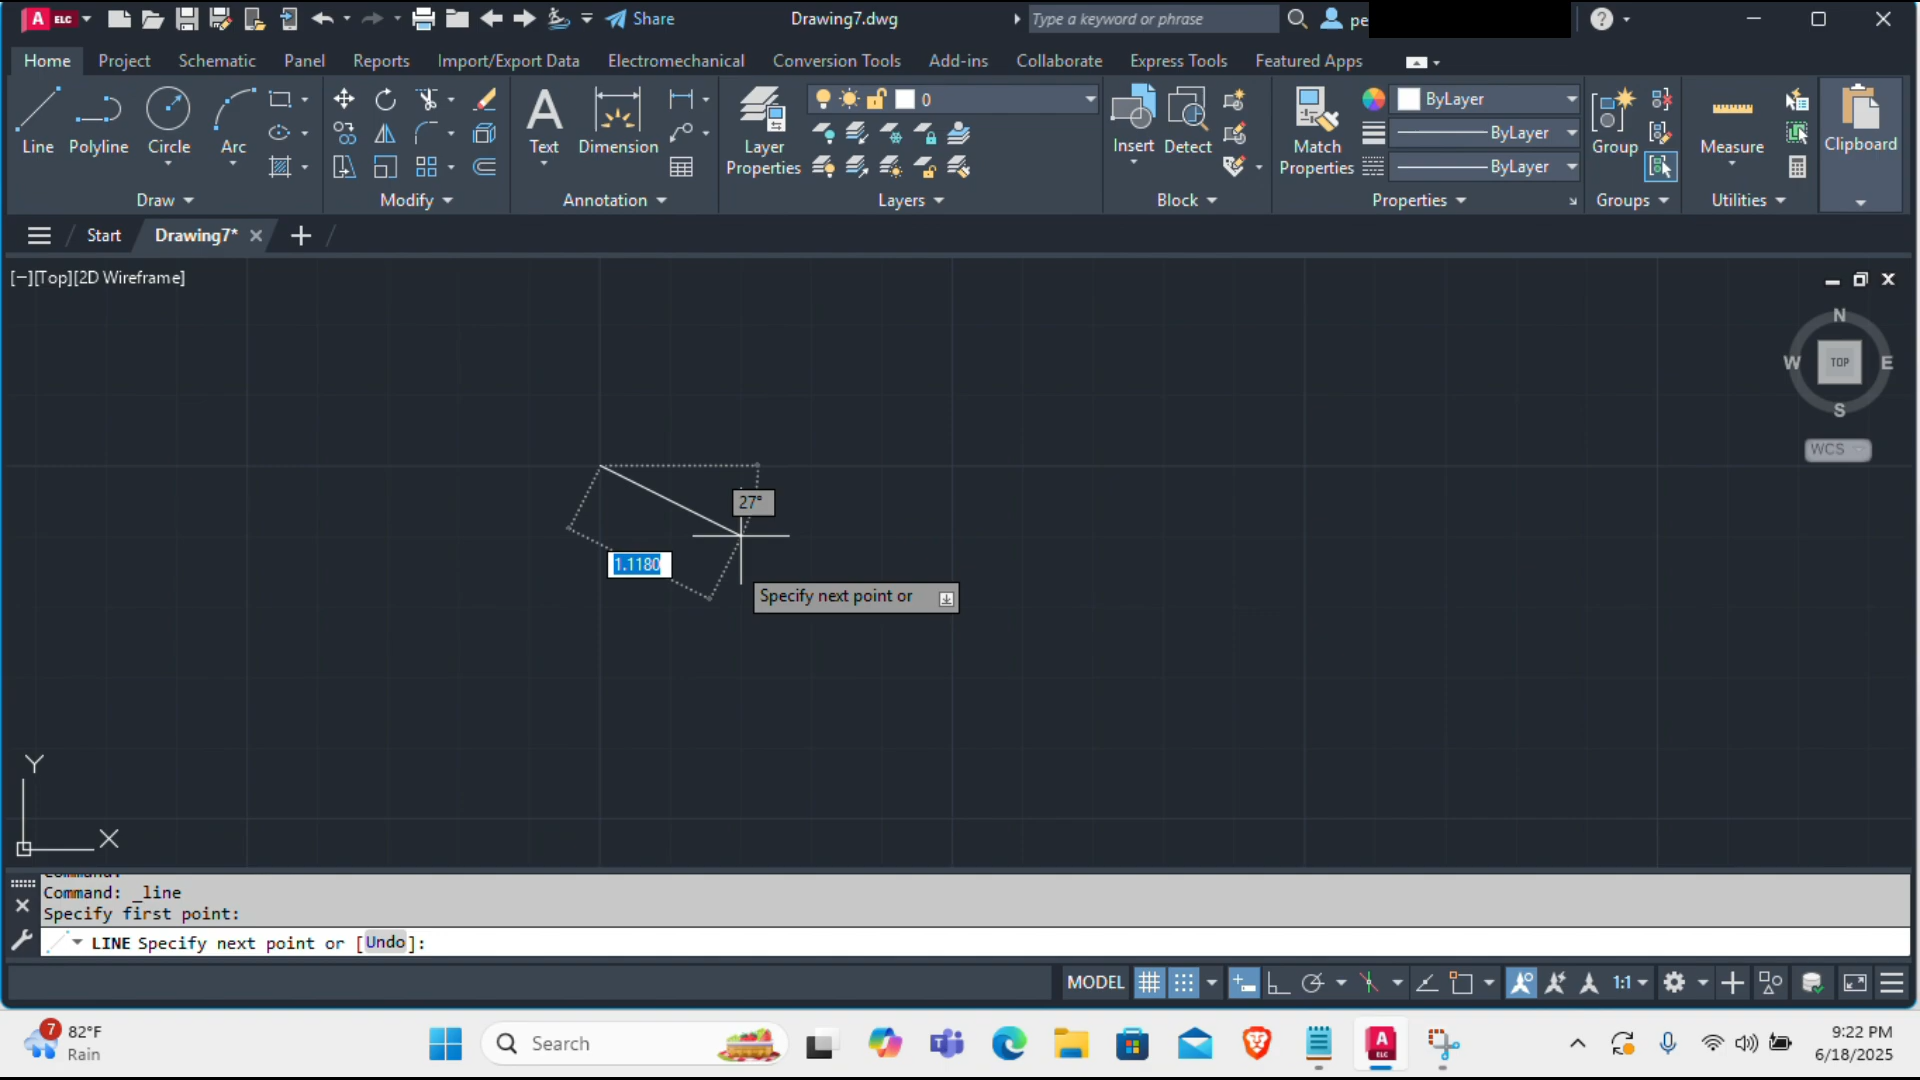 A ELC Share Drawing7.dwg Type a keyword or phrase pe ?
Home Project Schematic Panel Reports Import/Export Data Electromechanical Conversion Tools Add-ins Collaborate Express Tools Featured Apps
0 ByLayer
A ByLayer
Line Polyline Circle Arc Text Dimension Layer Properties Insert Detect Match Properties ByLayer Group Measure Clipboard
Draw Modify Annotation Layers Block Properties Groups Utilities
Start Drawing7* +
[−][Top][2D Wireframe]
N
W TOP E
S
WCS
27°
1.1180
Specify next point or
Y
X
Command: _line
Specify first point:
LINE Specify next point or [Undo]:
MODEL 1:1
7 82°F
Rain
Search
T
A ELC
9:22 PM
6/18/2025